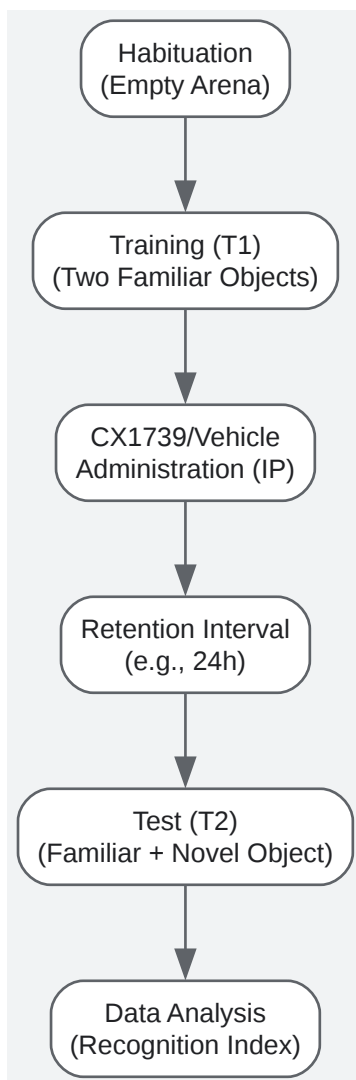 Habituation
(Empty Arena)
Training (T1)
(Two Familiar Objects)
CX1739/Vehicle
Administration (IP)
Retention Interval
(e.g., 24h)
Test (T2)
(Familiar + Novel Object)
Data Analysis
(Recognition Index)